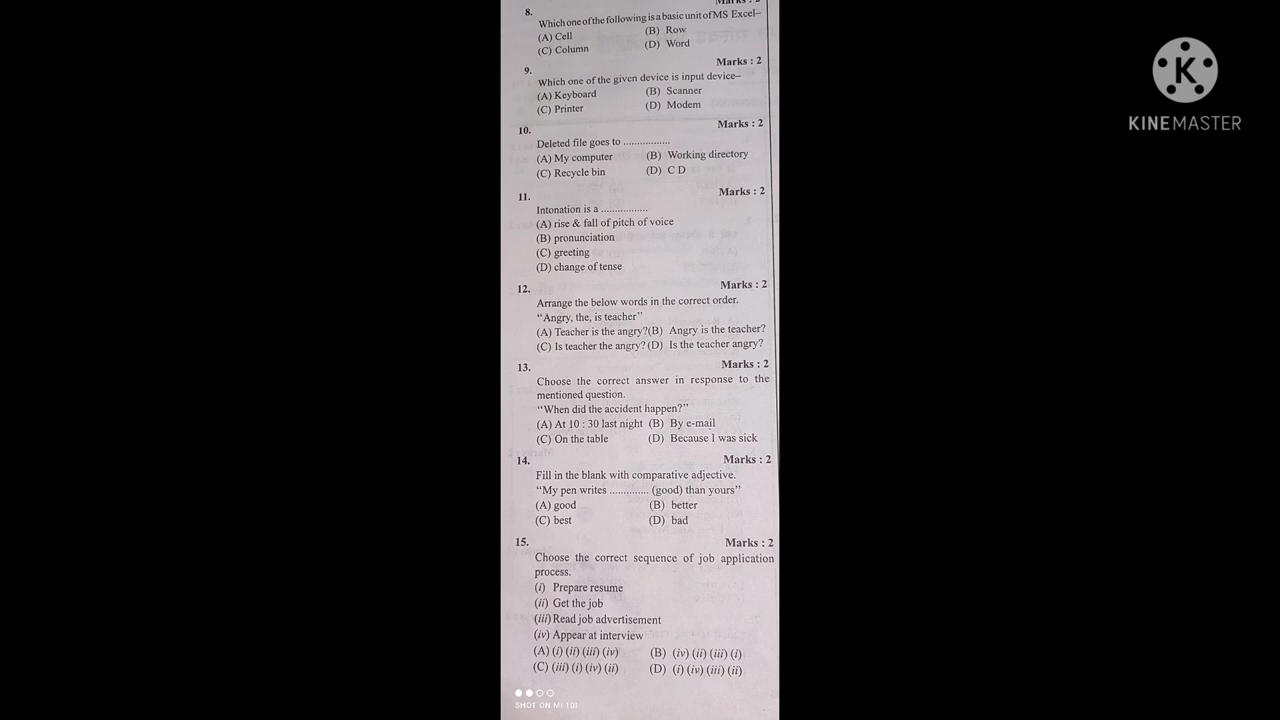 Marks : 2
8.
Which one of the following is a basic unit of MS Excel–
(A) Cell (B) Row
(C) Column (D) Word
Marks : 2
9.
Which one of the given device is input device–
(A) Keyboard (B) Scanner
(C) Printer (D) Modem
Marks : 2
10.
Deleted file goes to .................
(A) My computer (B) Working directory
(C) Recycle bin (D) C D
Marks : 2
11.
Intonation is a .................
(A) rise & fall of pitch of voice
(B) pronunciation
(C) greeting
(D) change of tense
Marks : 2
12.
Arrange the below words in the correct order.
“Angry, the, is teacher”
(A) Teacher is the angry? (B) Angry is the teacher?
(C) Is teacher the angry? (D) Is the teacher angry?
Marks : 2
13.
Choose the correct answer in response to the
mentioned question.
“When did the accident happen?”
(A) At 10 : 30 last night (B) By e-mail
(C) On the table (D) Because I was sick
Marks : 2
14.
Fill in the blank with comparative adjective.
“My pen writes .............. (good) than yours”
(A) good (B) better
(C) best (D) bad
Marks : 2
15.
Choose the correct sequence of job application
process.
(i) Prepare resume
(ii) Get the job
(iii) Read job advertisement
(iv) Appear at interview
(A) (i) (ii) (iii) (iv) (B) (iv) (ii) (iii) (i)
(C) (iii) (i) (iv) (ii) (D) (i) (iv) (iii) (ii)
SHOT ON MI 10I
K
KINEMASTER